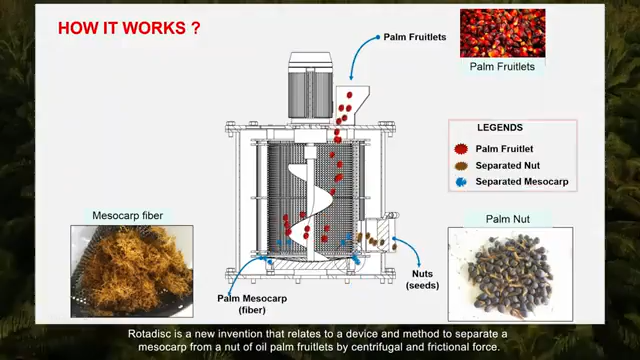 HOW IT WORKS ?
Palm Fruitlets
Palm Fruitlets
LEGENDS
Palm Fruitlet
Separated Nut
Separated Mesocarp
Mesocarp fiber
Palm Nut
Nuts
(seeds)
Palm Mesocarp
(fiber)
Rotadisc is a new invention that relates to a device and method to separate a
mesocarp from a nut of oil palm fruitlets by centrifugal and frictional force.